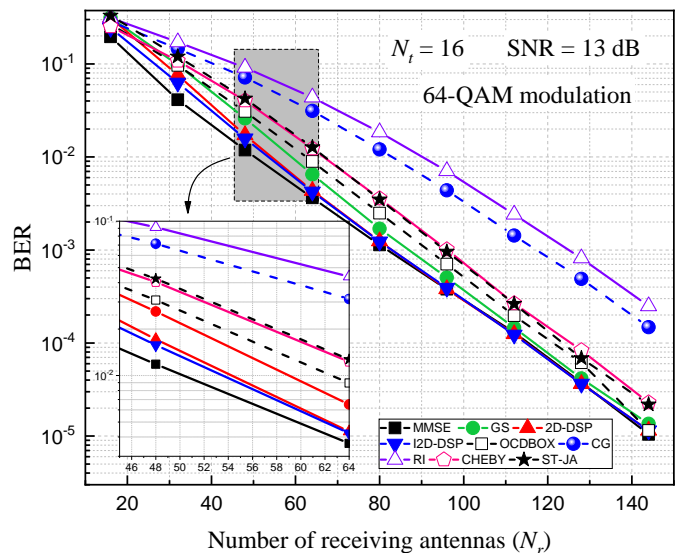 N_t = 16 SNR = 13 dB
64-QAM modulation
BER
10^-1
10^-2
10^-3
10^-4
10^-5
10^-1
10^-2
46 48 50 52 54 56 58 60 62 64
MMSE GS 2D-DSP
I2D-DSP OCDBOX CG
RI CHEBY ST-JA
20 40 60 80 100 120 140
Number of receiving antennas (N_r)